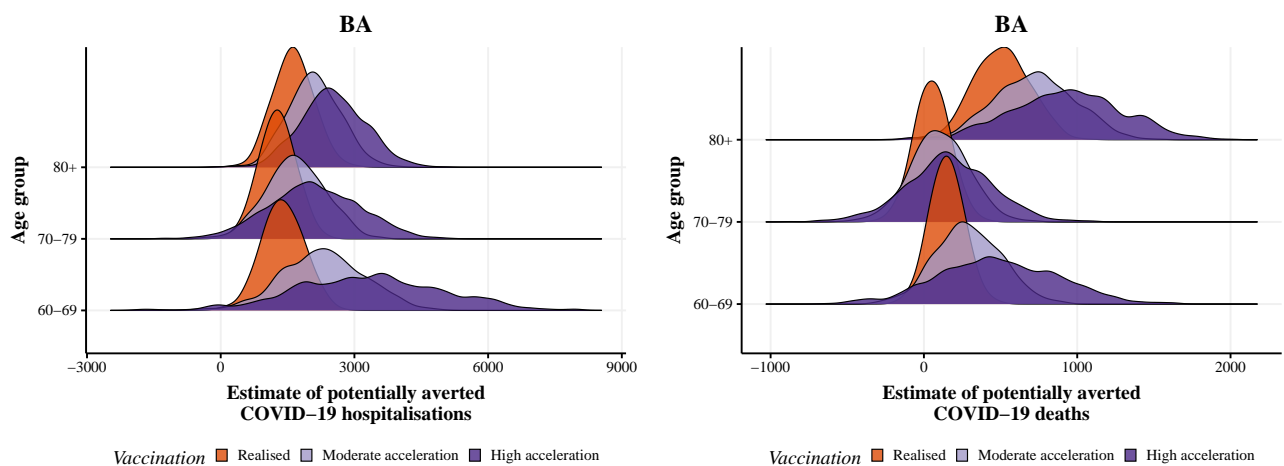 BA
Age group
80+
70−79
60−69
−3000 0 3000 6000 9000
Estimate of potentially averted
COVID−19 hospitalisations
Vaccination Realised Moderate acceleration High acceleration
BA
Age group
80+
70−79
60−69
−1000 0 1000 2000
Estimate of potentially averted
COVID−19 deaths
Vaccination Realised Moderate acceleration High acceleration